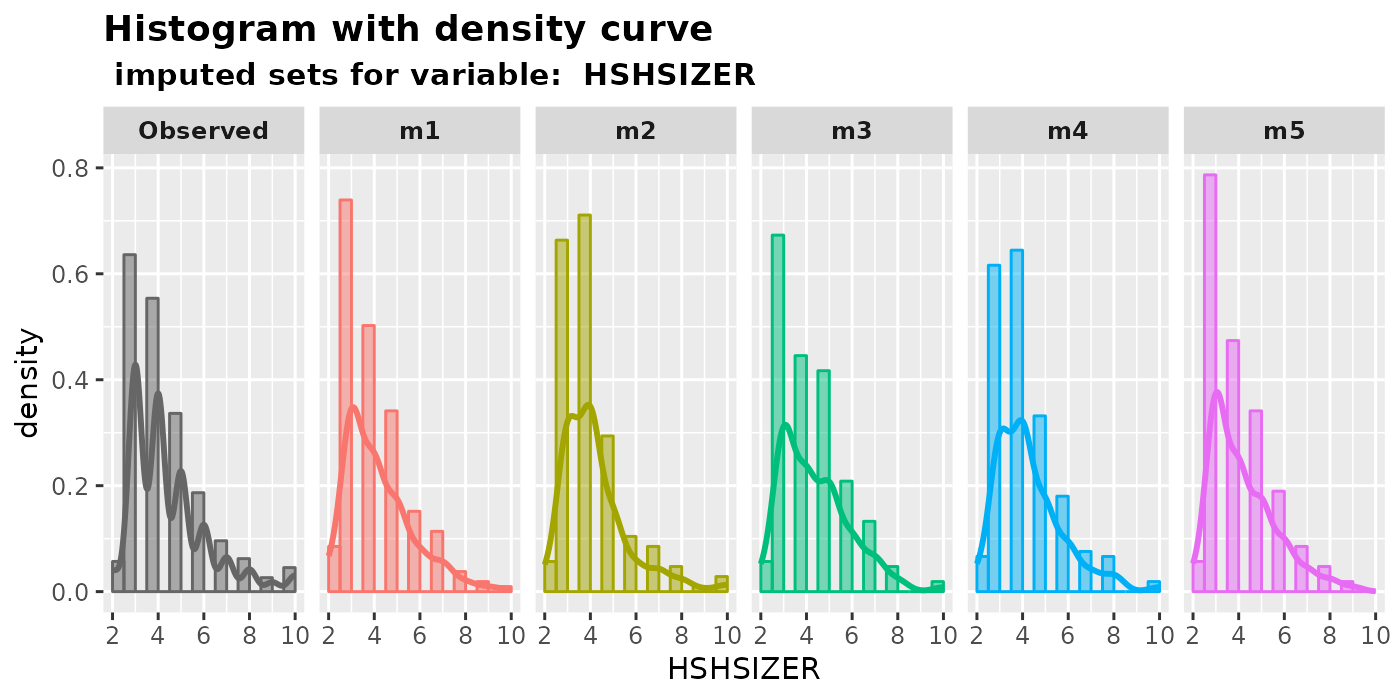 Histogram with density curve
imputed sets for variable:  HSHSIZER
Observed m1 m2 m3 m4 m5
density
0.8
0.6
0.4
0.2
0.0
2 4 6 8 10 2 4 6 8 10 2 4 6 8 10 2 4 6 8 10 2 4 6 8 10 2 4 6 8 10
HSHSIZER